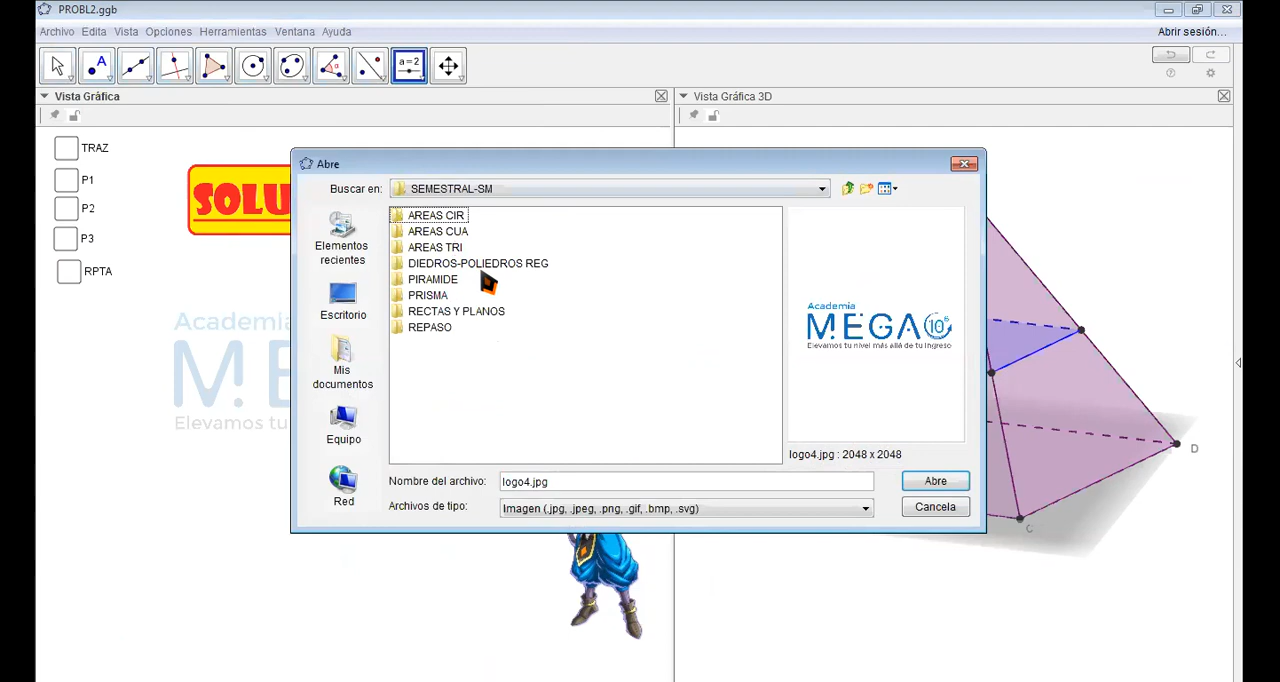 PROBL2.ggb
Archivo Edita Vista Opciones Herramientas Ventana Ayuda
Abrir sesión...
A
a=2
Vista Gráfica
Vista Gráfica 3D
TRAZ
P1
P2
P3
RPTA
SOLU
Academia
Elevamos tu
Abre
Buscar en:
SEMESTRAL-SM
Elementos
recientes
Escritorio
Mis
documentos
Equipo
Red
AREAS CIR
AREAS CUA
AREAS TRI
DIEDROS-POLIEDROS REG
PIRAMIDE
PRISMA
RECTAS Y PLANOS
REPASO
Academia
MEGA 10
Elevamos tu nivel más allá de tu ingreso
logo4.jpg : 2048 x 2048
Nombre del archivo:
logo4.jpg
Abre
Archivos de tipo:
Imagen (.jpg, .jpeg, .png, .gif, .bmp, .svg)
Cancela
D
C